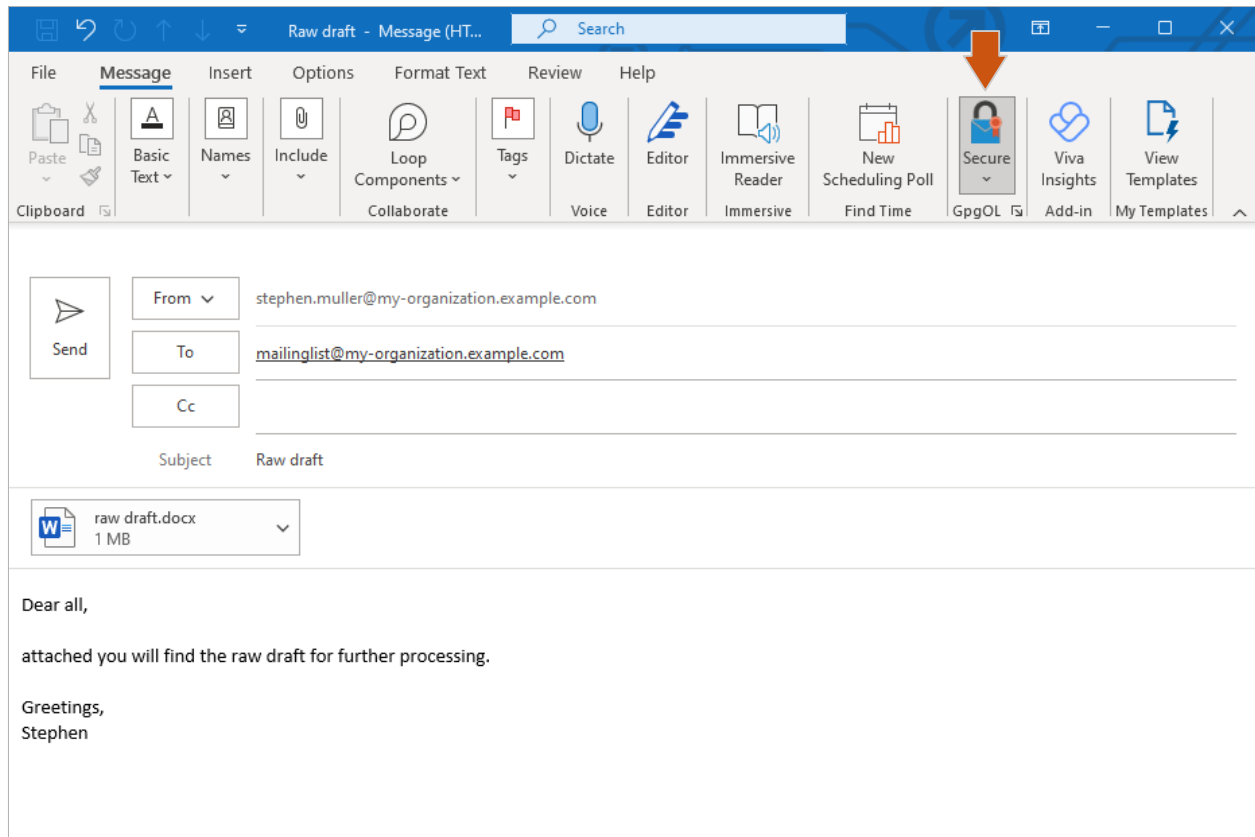 Raw draft - Message (HT...
Search
File Message Insert Options Format Text Review Help
Paste
Basic Text
Names
Include
Loop Components
Tags
Dictate
Editor
Immersive Reader
New Scheduling Poll
Secure
Viva Insights
View Templates
Clipboard Collaborate Voice Editor Immersive Find Time GpgOL Add-in My Templates
Send
From stephen.muller@my-organization.example.com
To mailinglist@my-organization.example.com
Cc
Subject Raw draft
raw draft.docx
1 MB
Dear all,
attached you will find the raw draft for further processing.
Greetings,
Stephen